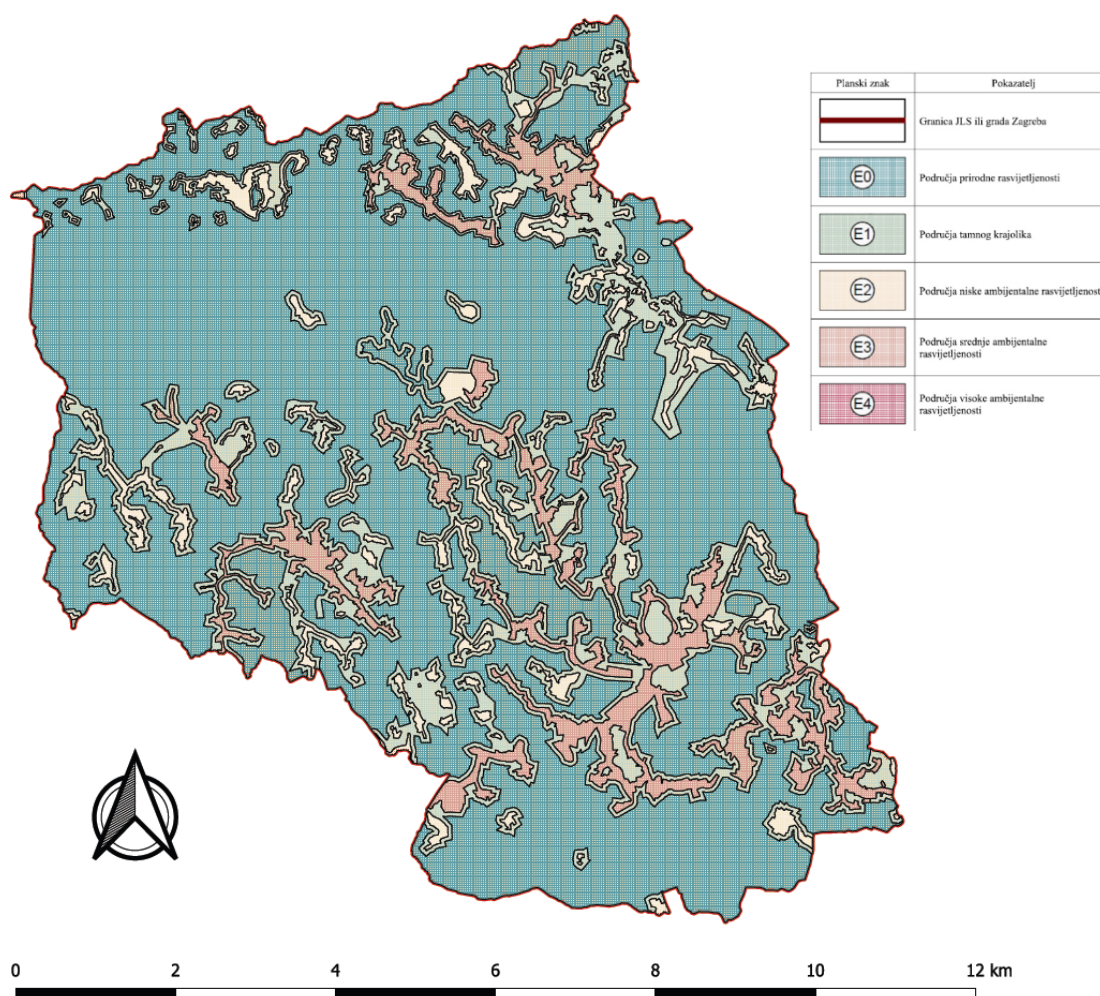 Planski znak Pokazatelj
Granica JLS ili grada Zagreba
E0 Područja prirodne rasvijetljenosti
E1 Područja tamnog krajolika
E2 Područja niske ambijentalne rasvijetljenost
E3 Područja srednje ambijentalne
rasvijetljenosti
E4 Područja visoke ambijentalne
rasvijetljenosti
0 2 4 6 8 10 12 km